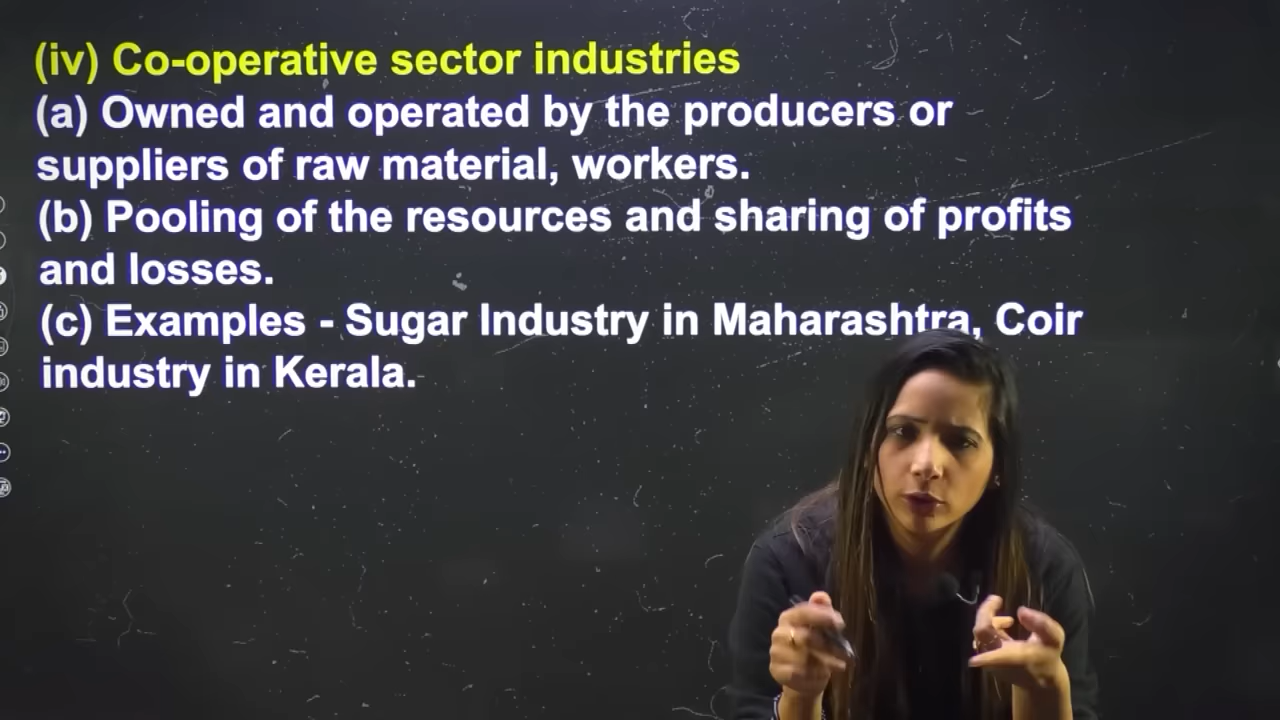 (iv) Co-operative sector industries
(a) Owned and operated by the producers or
suppliers of raw material, workers.
(b) Pooling of the resources and sharing of profits
and losses.
(c) Examples - Sugar Industry in Maharashtra, Coir
industry in Kerala.